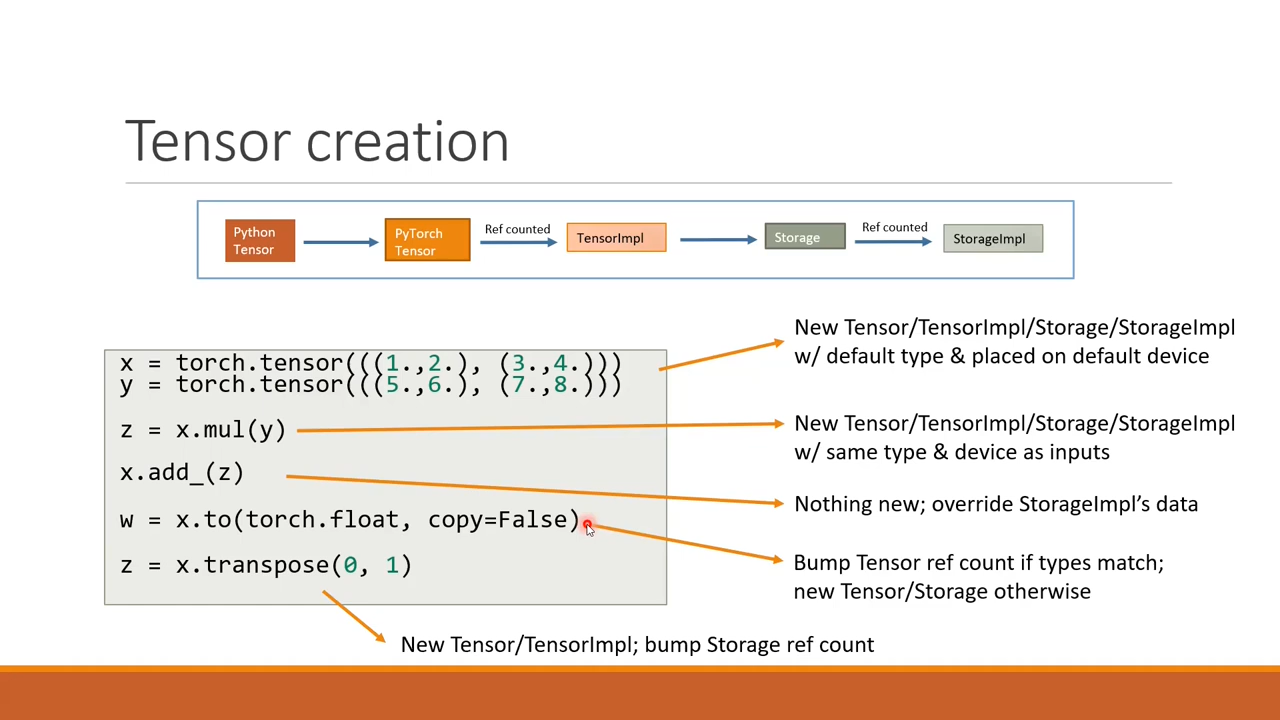 Tensor creation
Python
Tensor
PyTorch
Tensor
Ref counted
TensorImpl
Storage
Ref counted
StorageImpl
x = torch.tensor(((1.,2.), (3.,4.)))
y = torch.tensor(((5.,6.), (7.,8.)))
z = x.mul(y)
x.add_(z)
w = x.to(torch.float, copy=False)
z = x.transpose(0, 1)
New Tensor/TensorImpl/Storage/StorageImpl
w/ default type & placed on default device
New Tensor/TensorImpl/Storage/StorageImpl
w/ same type & device as inputs
Nothing new; override StorageImpl’s data
Bump Tensor ref count if types match;
new Tensor/Storage otherwise
New Tensor/TensorImpl; bump Storage ref count